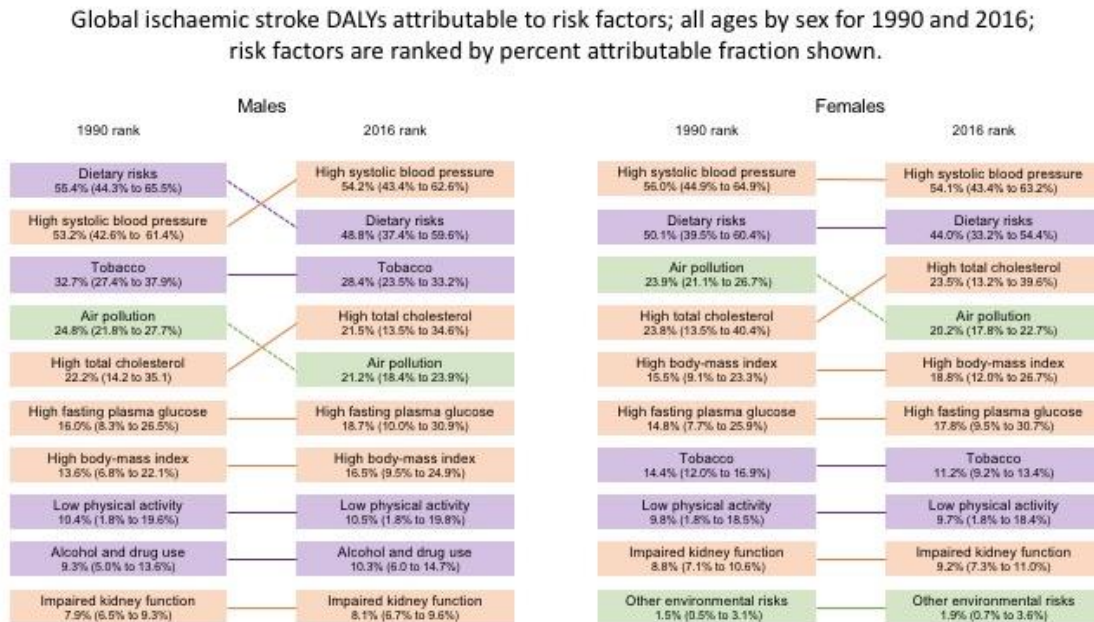 Global ischaemic stroke DALYs attributable to risk factors; all ages by sex for 1990 and 2016;
risk factors are ranked by percent attributable fraction shown.
Males
1990 rank
2016 rank
Dietary risks
55.4% (44.3% to 65.5%)
High systolic blood pressure
53.2% (42.6% to 61.4%)
Tobacco
32.7% (27.4% to 37.9%)
Air pollution
24.8% (21.8% to 27.7%)
High total cholesterol
22.2% (14.2 to 35.1)
High fasting plasma glucose
16.0% (8.3% to 26.5%)
High body-mass index
13.6% (6.8% to 22.1%)
Low physical activity
10.4% (1.8% to 19.6%)
Alcohol and drug use
9.3% (5.0% to 13.6%)
Impaired kidney function
7.9% (6.5% to 9.3%)
High systolic blood pressure
54.2% (43.4% to 62.6%)
Dietary risks
48.8% (37.4% to 59.6%)
Tobacco
28.4% (23.5% to 33.2%)
High total cholesterol
21.5% (13.5% to 34.6%)
Air pollution
21.2% (18.4% to 23.9%)
High fasting plasma glucose
18.7% (10.0% to 30.9%)
High body-mass index
16.5% (9.5% to 24.9%)
Low physical activity
10.5% (1.8% to 19.8%)
Alcohol and drug use
10.3% (6.0 to 14.7%)
Impaired kidney function
8.1% (6.7% to 9.6%)
Females
1990 rank
2016 rank
High systolic blood pressure
56.0% (44.9% to 64.9%)
Dietary risks
50.1% (39.5% to 60.4%)
Air pollution
23.9% (21.1% to 26.7%)
High total cholesterol
23.8% (13.5% to 40.4%)
High body-mass index
15.5% (9.1% to 23.3%)
High fasting plasma glucose
14.8% (7.7% to 25.9%)
Tobacco
14.4% (12.0% to 16.9%)
Low physical activity
9.8% (1.8% to 18.5%)
Impaired kidney function
8.8% (7.1% to 10.6%)
Other environmental risks
1.5% (0.5% to 3.1%)
High systolic blood pressure
54.1% (43.4% to 63.2%)
Dietary risks
44.0% (33.2% to 54.4%)
High total cholesterol
23.5% (13.2% to 39.6%)
Air pollution
20.2% (17.8% to 22.7%)
High body-mass index
18.8% (12.0% to 26.7%)
High fasting plasma glucose
17.8% (9.5% to 30.7%)
Tobacco
11.2% (9.2% to 13.4%)
Low physical activity
9.7% (1.8% to 18.4%)
Impaired kidney function
9.2% (7.3% to 11.0%)
Other environmental risks
1.9% (0.7% to 3.6%)